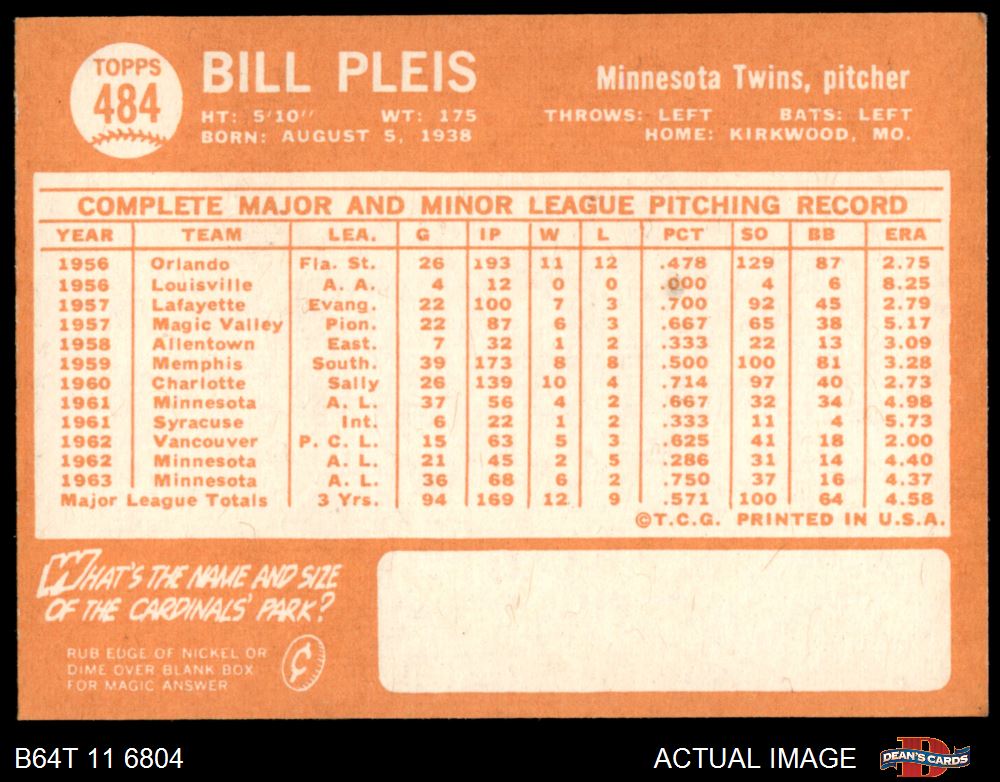 TOPPS
484
BILL PLEIS
Minnesota Twins, pitcher
HT: 5'10" WT: 175
THROWS: LEFT BATS: LEFT
BORN: AUGUST 5, 1938
HOME: KIRKWOOD, MO.
COMPLETE MAJOR AND MINOR LEAGUE PITCHING RECORD
YEAR TEAM LEA. G IP W L PCT SO BB ERA
1956 Orlando Fla. St. 26 193 11 12 .478 129 87 2.75
1956 Louisville A. A. 4 12 0 0 .000 4 6 8.25
1957 Lafayette Evang. 22 100 7 3 .700 92 45 2.79
1957 Magic Valley Pion. 22 87 6 3 .667 65 38 5.17
1958 Allentown East. 7 32 1 2 .333 22 13 3.09
1959 Memphis South. 39 173 8 8 .500 100 81 3.28
1960 Charlotte Sally 26 139 10 4 .714 97 40 2.73
1961 Minnesota A. L. 37 56 4 2 .667 32 34 4.98
1961 Syracuse Int. 6 22 1 2 .333 11 4 5.73
1962 Vancouver P. C. L. 15 63 5 3 .625 41 18 2.00
1962 Minnesota A. L. 21 45 2 5 .286 31 14 4.40
1963 Minnesota A. L. 36 68 6 2 .750 37 16 4.37
Major League Totals 3 Yrs. 94 169 12 9 .571 100 64 4.58
©T.C.G. PRINTED IN U.S.A.
WHAT'S THE NAME AND SIZE
OF THE CARDINALS' PARK?
RUB EDGE OF NICKEL OR
DIME OVER BLANK BOX
FOR MAGIC ANSWER
¢
B64T 11 6804
ACTUAL IMAGE
D
DEAN'S CARDS